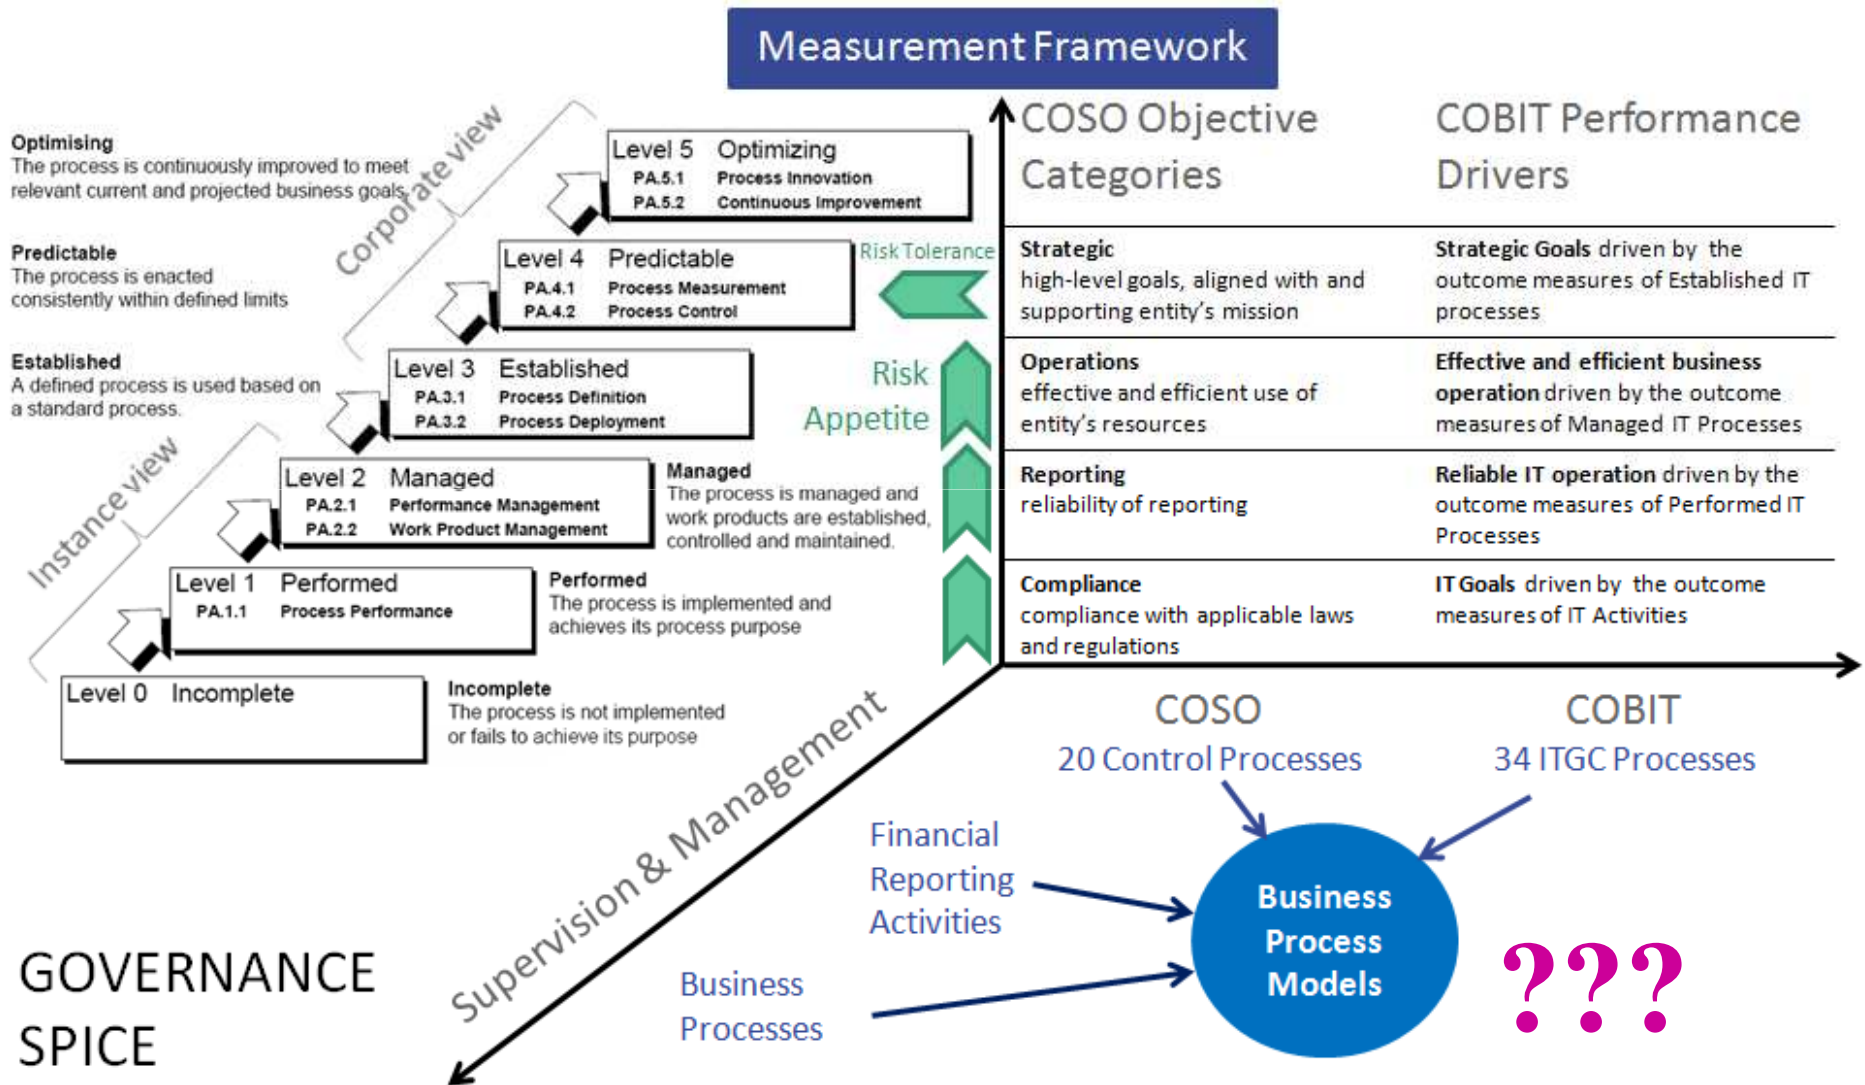 Measurement Framework
Optimising
The process is continuously improved to meet
relevant current and projected business goals.
Predictable
The process is enacted
consistently within defined limits
Established
A defined process is used based on
a standard process.
Corporate view
Instance view
Level 5 Optimizing
PA.5.1 Process Innovation
PA.5.2 Continuous Improvement
Level 4 Predictable
PA.4.1 Process Measurement
PA.4.2 Process Control
Level 3 Established
PA.3.1 Process Definition
PA.3.2 Process Deployment
Level 2 Managed
PA.2.1 Performance Management
PA.2.2 Work Product Management
Managed
The process is managed and
work products are established,
controlled and maintained.
Level 1 Performed
PA.1.1 Process Performance
Performed
The process is implemented and
achieves its process purpose
Level 0 Incomplete
Incomplete
The process is not implemented
or fails to achieve its purpose
Risk Tolerance
Risk
Appetite
COSO Objective
Categories
COBIT Performance
Drivers
Strategic
high-level goals, aligned with and
supporting entity's mission
Strategic Goals driven by the
outcome measures of Established IT
processes
Operations
effective and efficient use of
entity's resources
Effective and efficient business
operation driven by the outcome
measures of Managed IT Processes
Reporting
reliability of reporting
Reliable IT operation driven by the
outcome measures of Performed IT
Processes
Compliance
compliance with applicable laws
and regulations
IT Goals driven by the outcome
measures of IT Activities
Supervision & Management
COSO
20 Control Processes
COBIT
34 ITGC Processes
Financial
Reporting
Activities
Business
Processes
Business
Process
Models
???
GOVERNANCE
SPICE